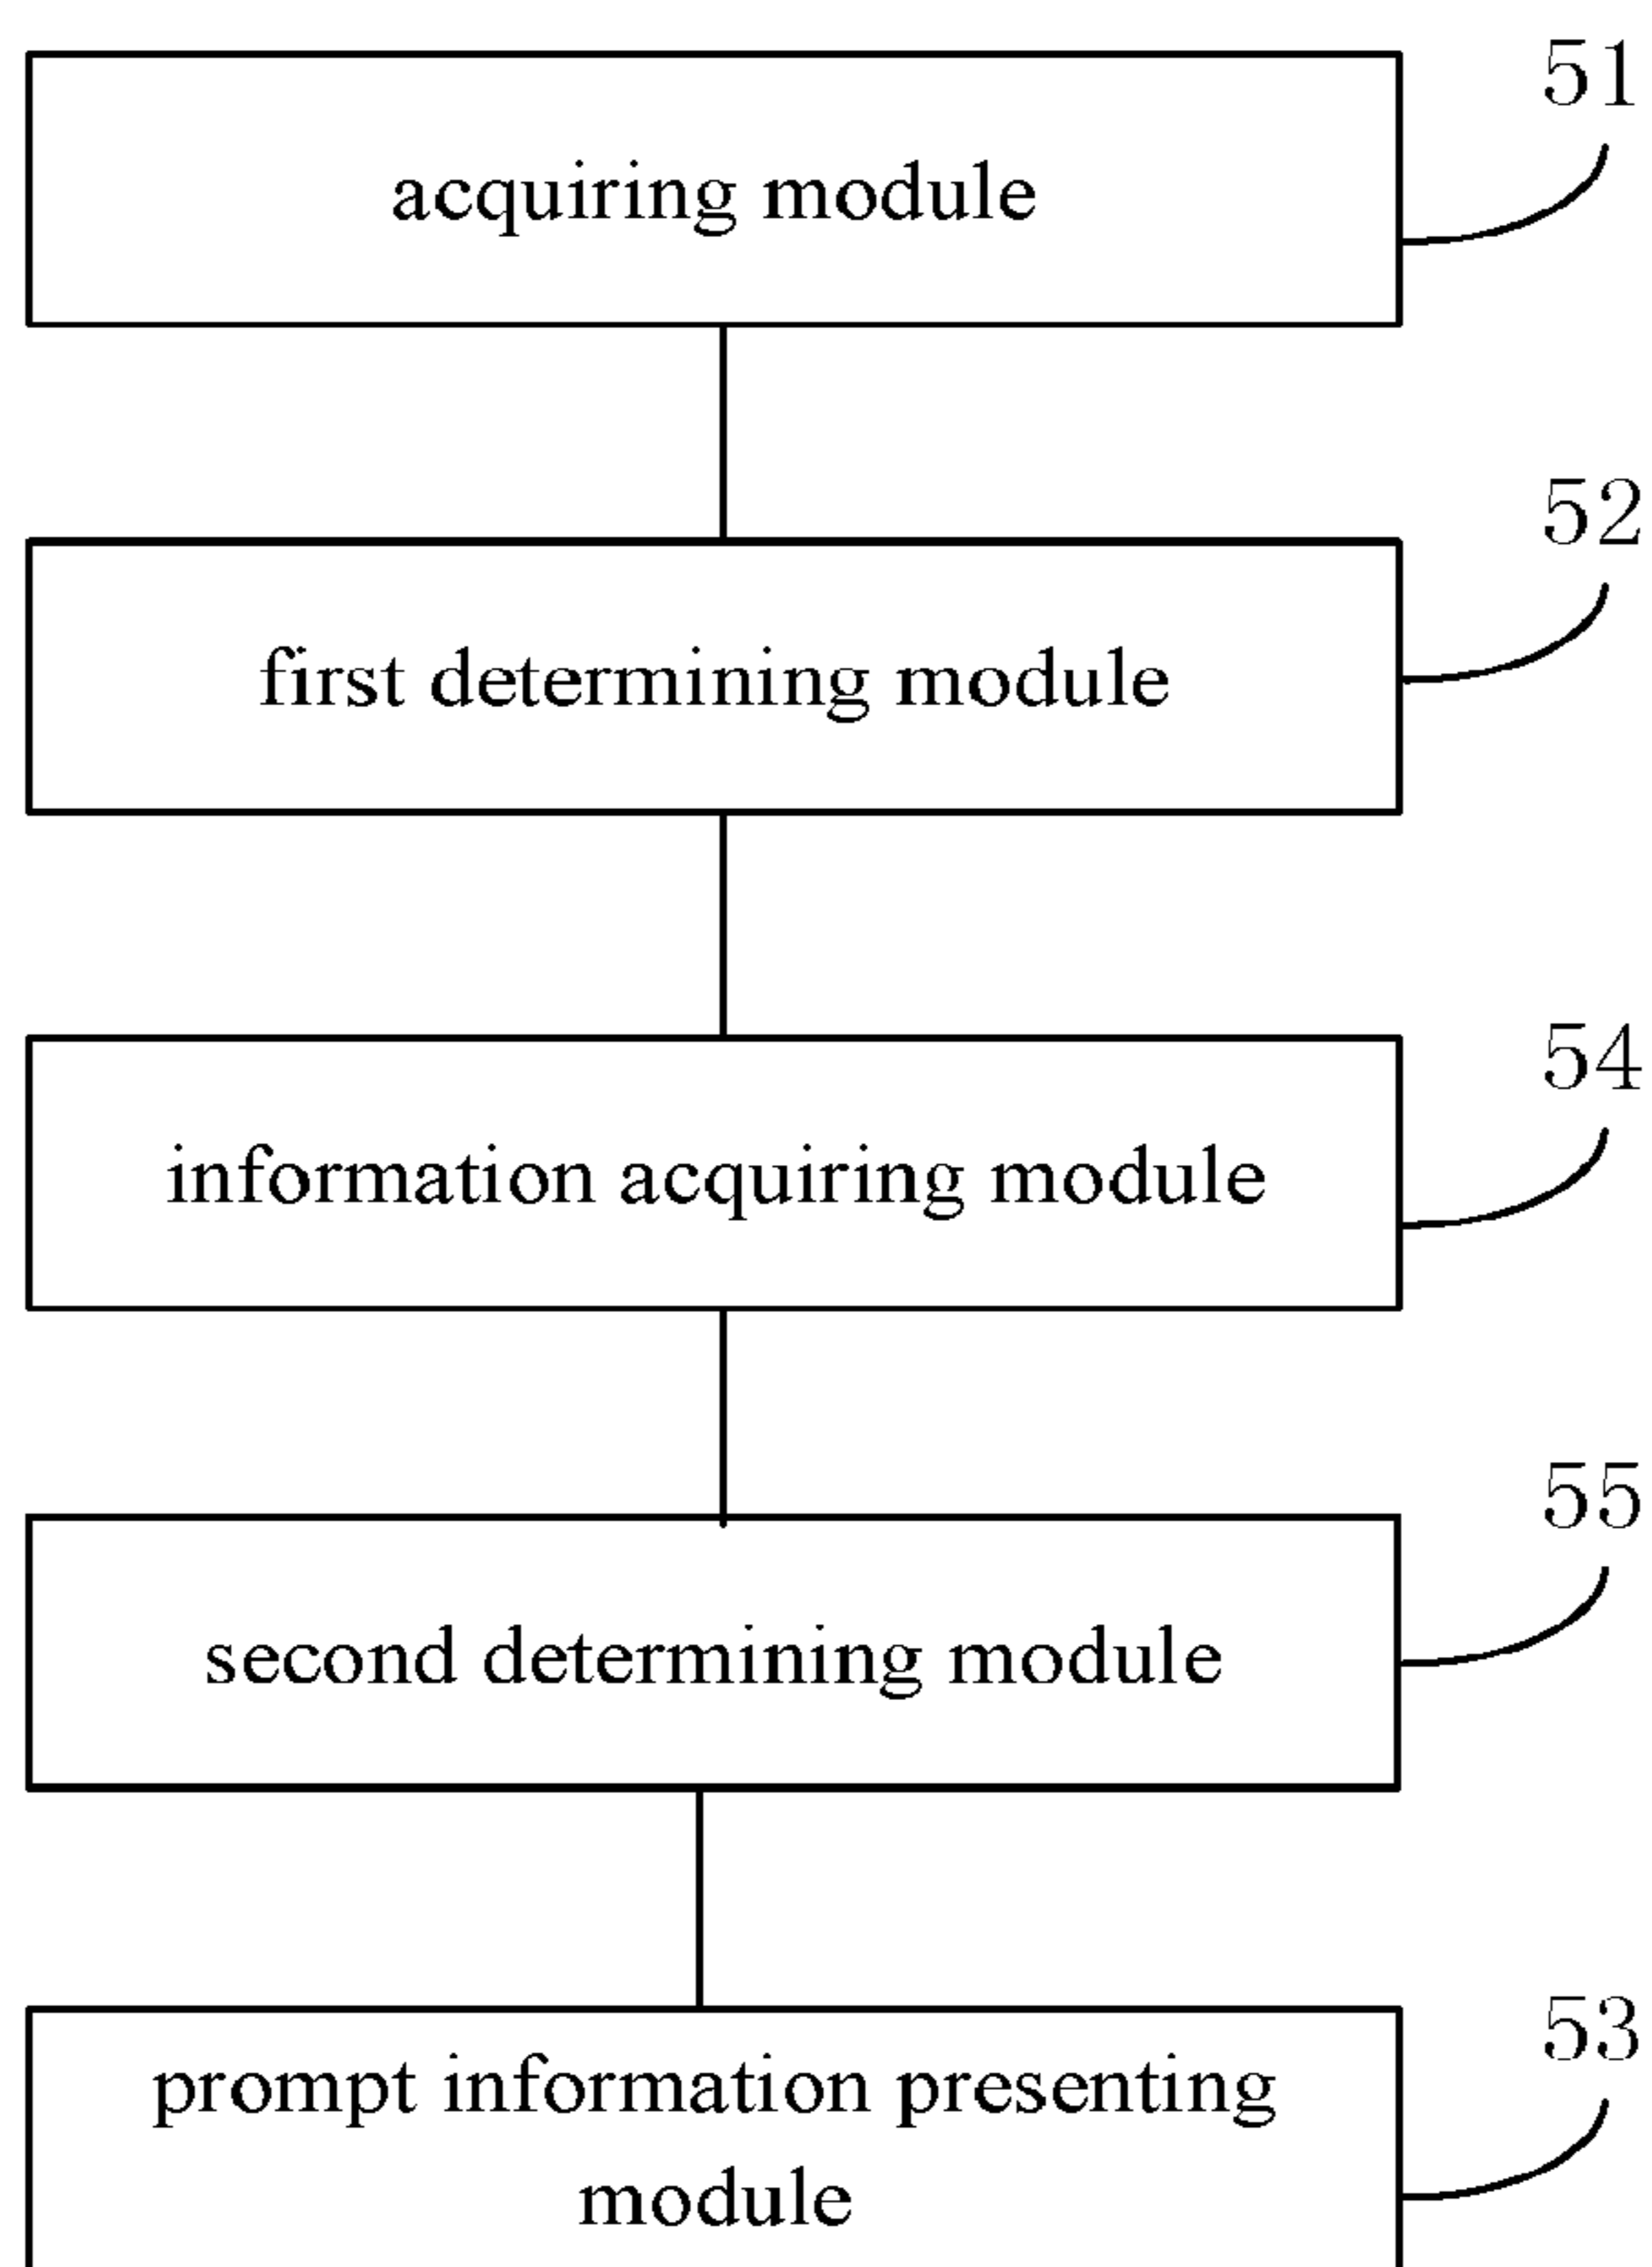 51
acquiring module
52
first determining module
54
information acquiring module
55
second determining module
53
prompt information presenting
module